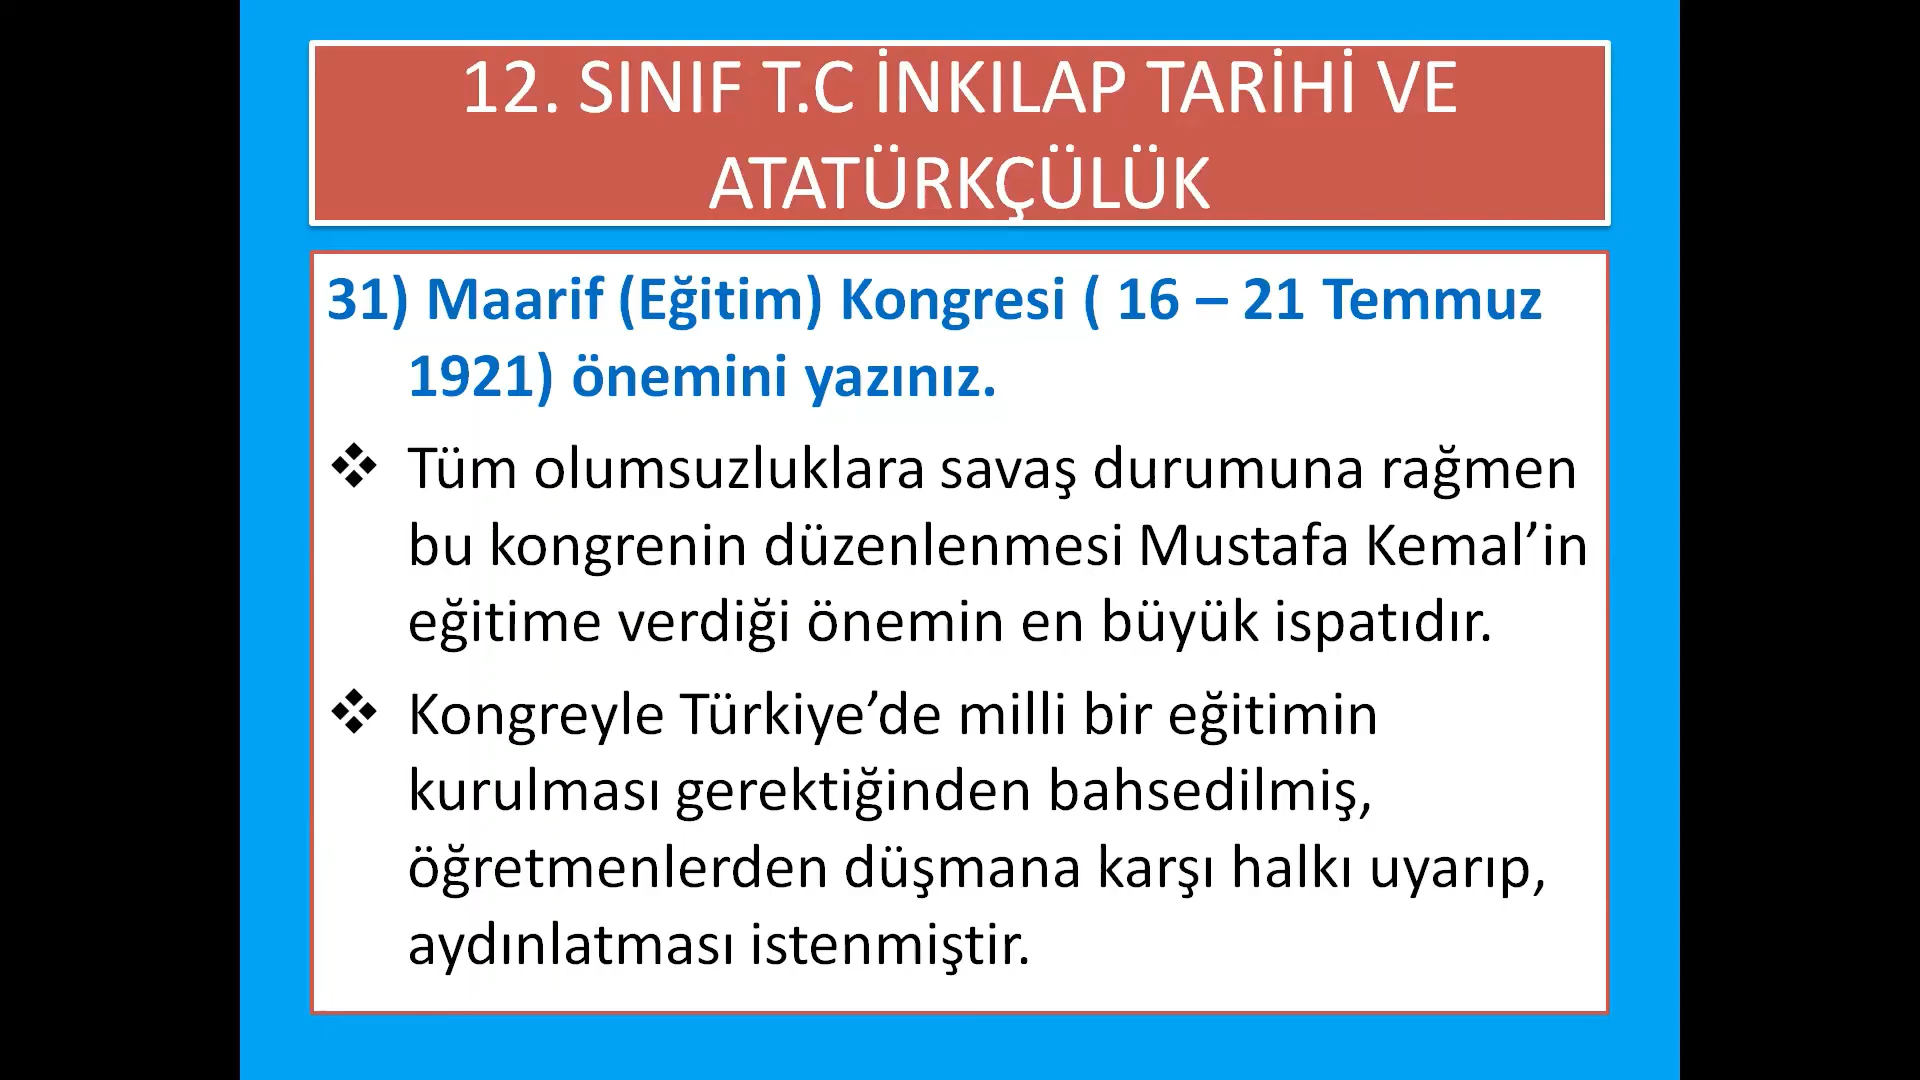 12. SINIF T.C İNKILAP TARİHİ VE
ATATÜRKÇÜLÜK
31) Maarif (Eğitim) Kongresi ( 16 – 21 Temmuz
1921) önemini yazınız.
❖ Tüm olumsuzluklara savaş durumuna rağmen
bu kongrenin düzenlenmesi Mustafa Kemal’in
eğitime verdiği önemin en büyük ispatıdır.
❖ Kongreyle Türkiye’de milli bir eğitimin
kurulması gerektiğinden bahsedilmiş,
öğretmenlerden düşmana karşı halkı uyarıp,
aydınlatması istenmiştir.